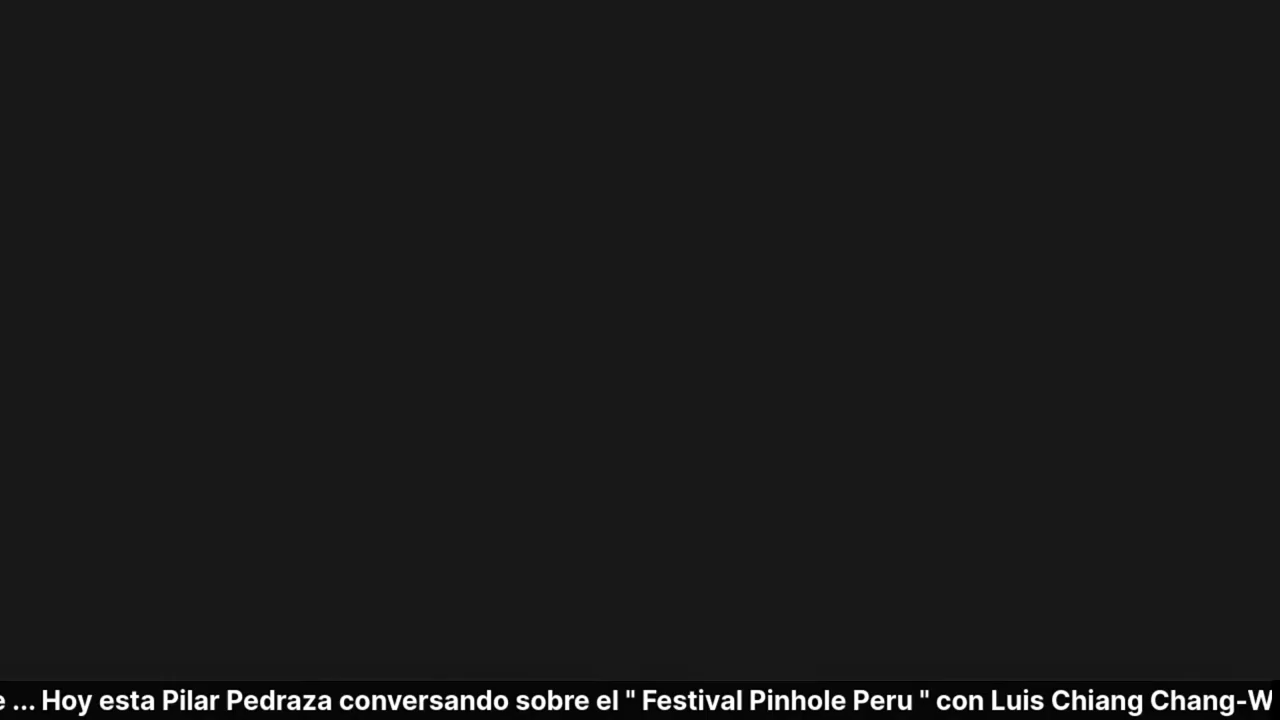 e ... Hoy esta Pilar Pedraza conversando sobre el " Festival Pinhole Peru " con Luis Chiang Chang-W